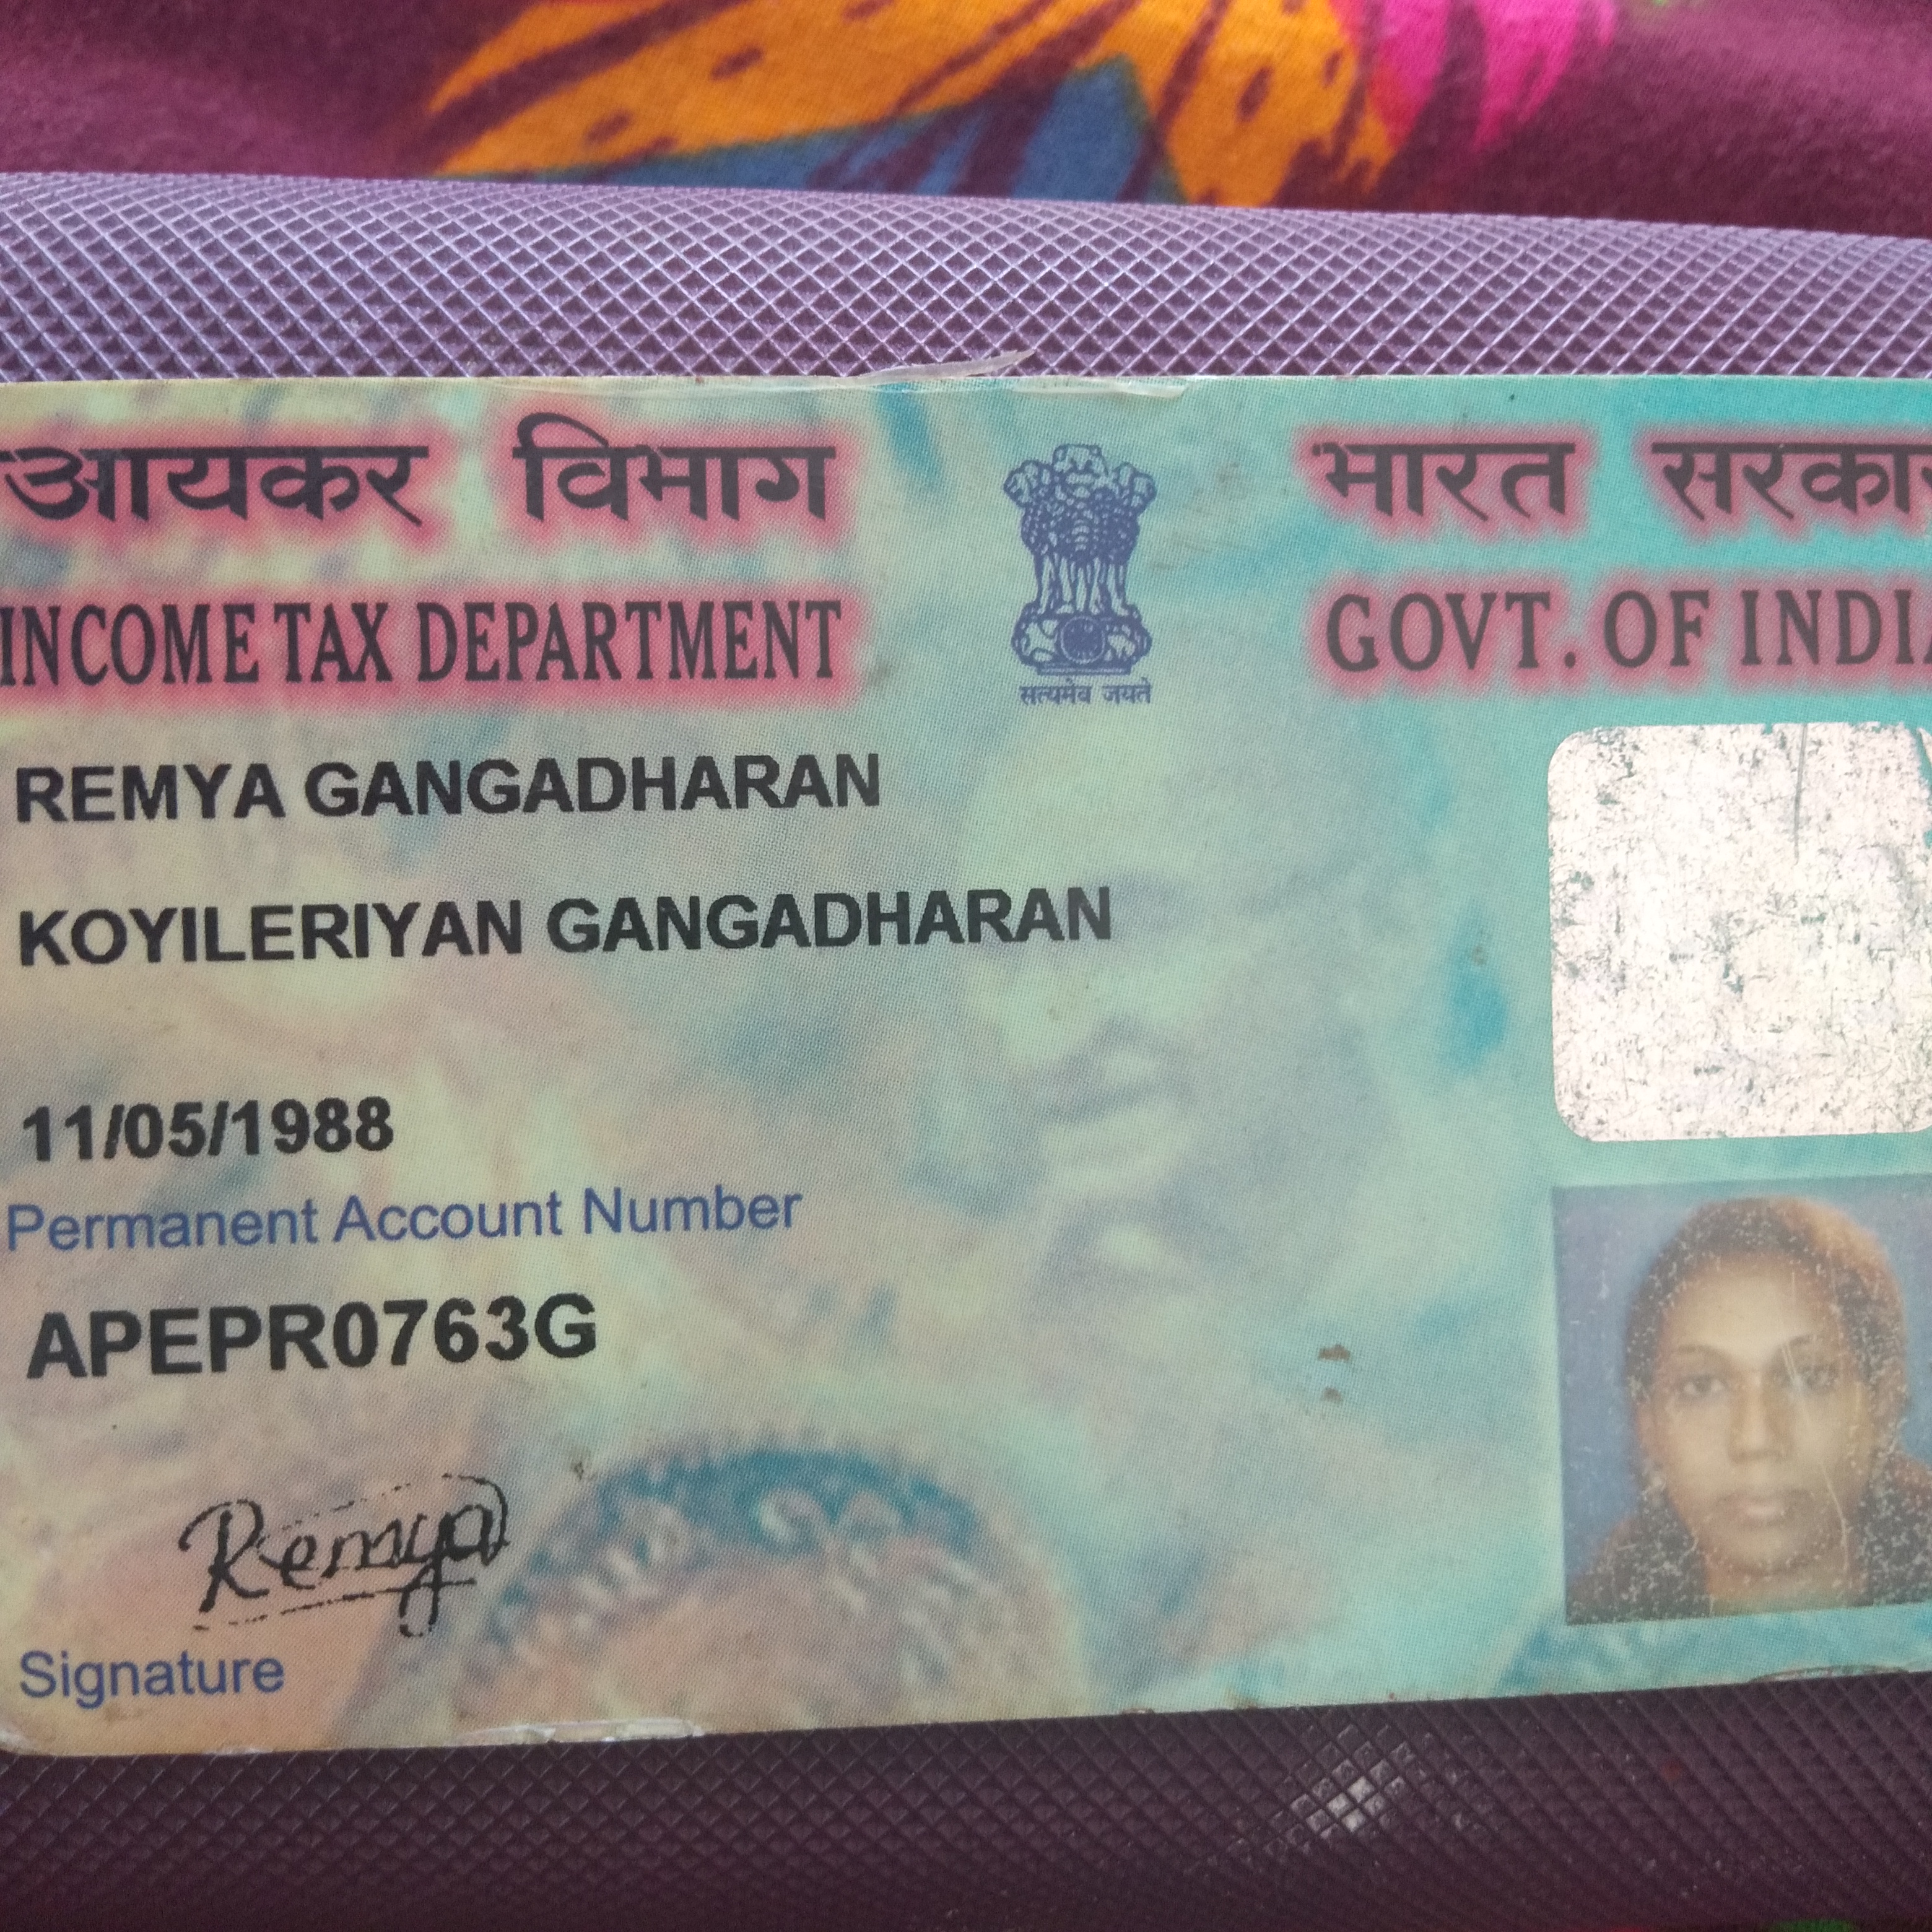 आयकर विभाग
INCOME TAX DEPARTMENT
सत्यमेव जयते
भारत सरकार
GOVT. OF INDIA
REMYA GANGADHARAN
KOYILERIYAN GANGADHARAN
11/05/1988
Permanent Account Number
APEPR0763G
Remya
Signature